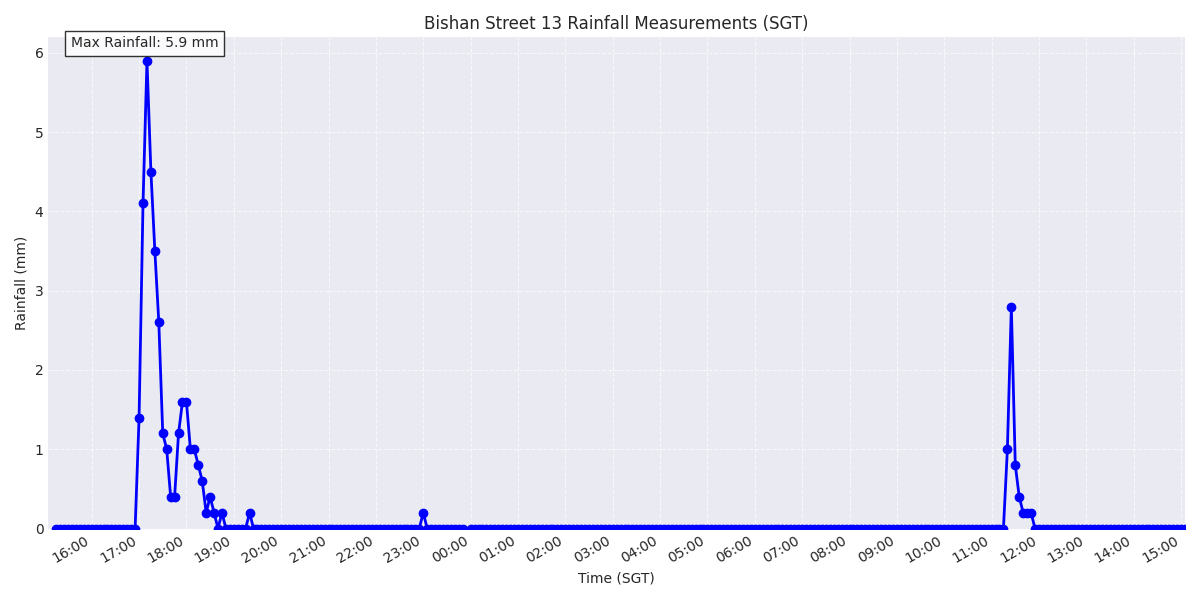 Bishan Street 13 Rainfall Measurements (SGT)
Max Rainfall: 5.9 mm
6
5
4
3
2
1
0
Rainfall (mm)
16:00 17:00 18:00 19:00 20:00 21:00 22:00 23:00 00:00 01:00 02:00 03:00 04:00 05:00 06:00 07:00 08:00 09:00 10:00 11:00 12:00 13:00 14:00 15:00
Time (SGT)